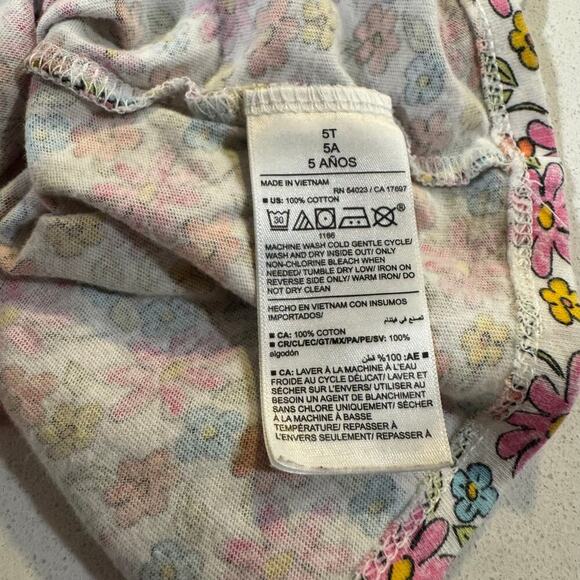 5T
5A
5 AÑOS
MADE IN VIETNAM
RN 54023 / CA 17897
■ US: 100% COTTON
30
1166
MACHINE WASH COLD GENTLE CYCLE/
WASH AND DRY INSIDE OUT/ ONLY
NON-CHLORINE BLEACH WHEN
NEEDED/ TUMBLE DRY LOW/ IRON ON
REVERSE SIDE ONLY/ WARM IRON/ DO
NOT DRY CLEAN
HECHO EN VIETNAM CON INSUMOS
IMPORTADOS/
صنع في فيتنام
■ CA: 100% COTTON
■ CR/CL/EC/GT/MX/PA/PE/SV: 100%
algodón
■ AE: 100% قطن
■ CA: LAVER À LA MACHINE À L'EAU
FROIDE AU CYCLE DÉLICAT/ LAVER ET
SÉCHER SUR L'ENVERS/ UTILISER AU
BESOIN UN AGENT DE BLANCHIMENT
SANS CHLORE UNIQUEMENT/ SÉCHER
À LA MACHINE À BASSE
TEMPÉRATURE/ REPASSER À
L'ENVERS SEULEMENT/ REPASSER À